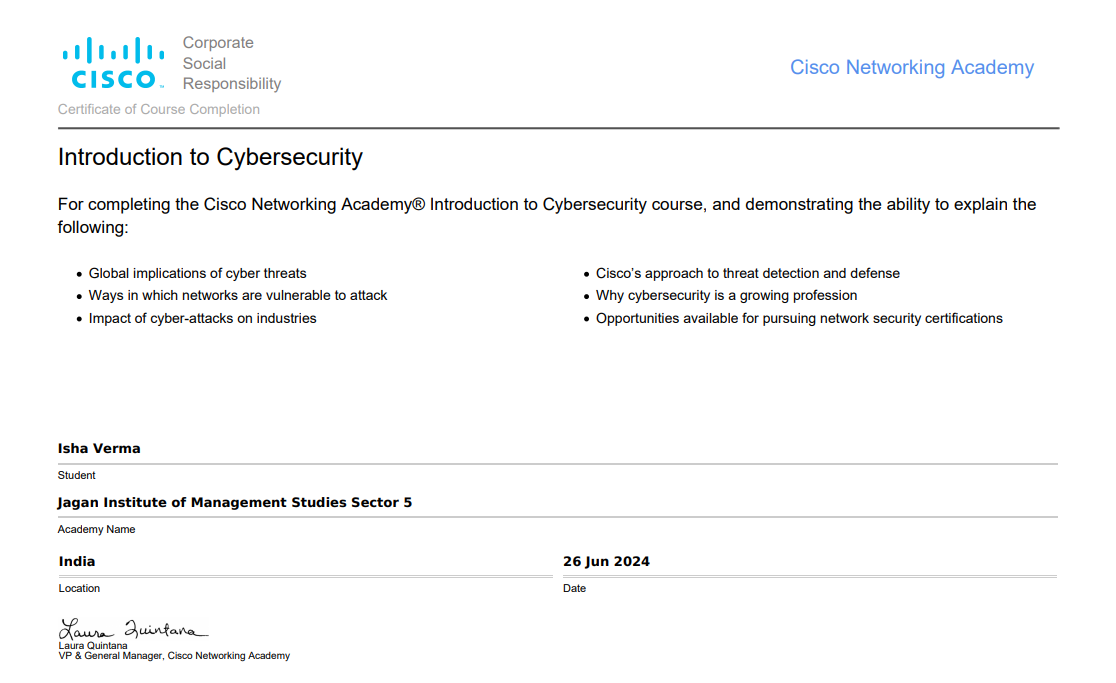 CISCO
Corporate
Social
Responsibility
Cisco Networking Academy
Certificate of Course Completion
Introduction to Cybersecurity
For completing the Cisco Networking Academy® Introduction to Cybersecurity course, and demonstrating the ability to explain the
following:
• Global implications of cyber threats
• Ways in which networks are vulnerable to attack
• Impact of cyber-attacks on industries
• Cisco’s approach to threat detection and defense
• Why cybersecurity is a growing profession
• Opportunities available for pursuing network security certifications
Isha Verma
Student
Jagan Institute of Management Studies Sector 5
Academy Name
India
Location
26 Jun 2024
Date
Laura Quintana
Laura Quintana
VP & General Manager, Cisco Networking Academy